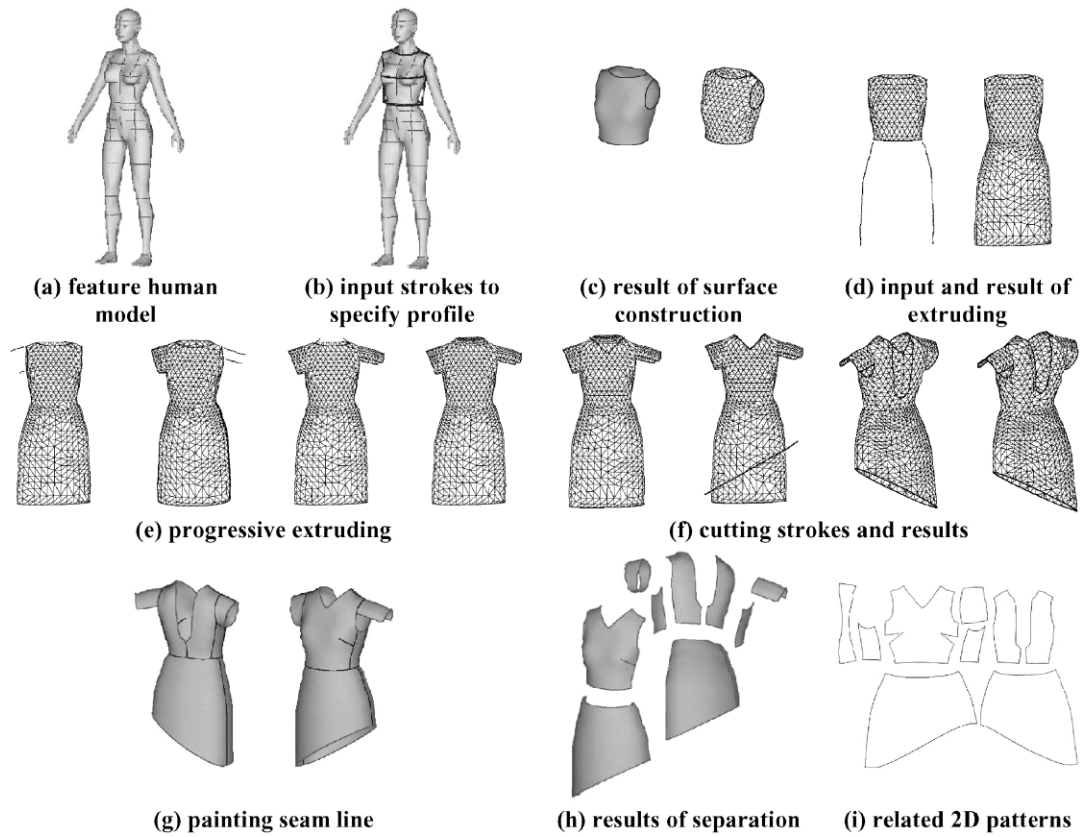 (a) feature human
model
(b) input strokes to
specify profile
(c) result of surface
construction
(d) input and result of
extruding
(e) progressive extruding
(f) cutting strokes and results
(g) painting seam line
(h) results of separation
(i) related 2D patterns